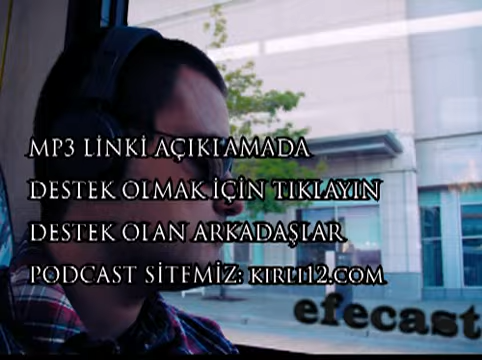 MP3 LİNKİ AÇIKLAMADA
DESTEK OLMAK İÇİN TIKLAYIN
DESTEK OLAN ARKADAŞLAR
PODCAST SİTEMİZ: KIRLI12.COM
efecast